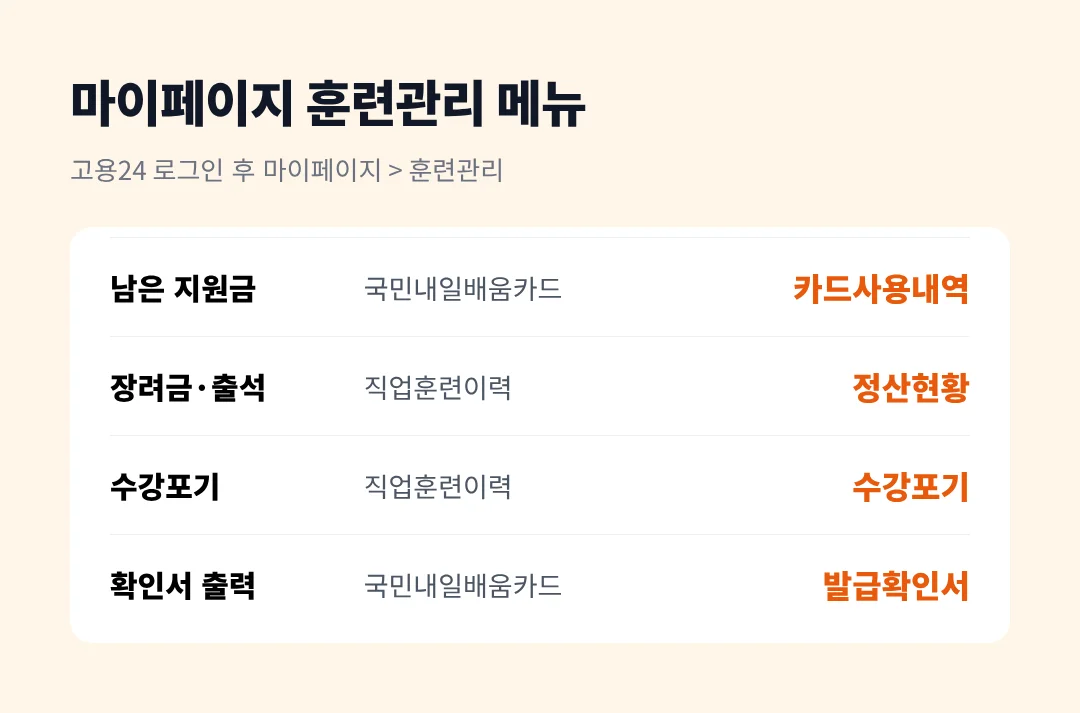 마이페이지 훈련관리 메뉴
고용24 로그인 후 마이페이지 > 훈련관리
남은 지원금 국민내일배움카드 카드사용내역
장려금·출석 직업훈련이력 정산현황
수강포기 직업훈련이력 수강포기
확인서 출력 국민내일배움카드 발급확인서